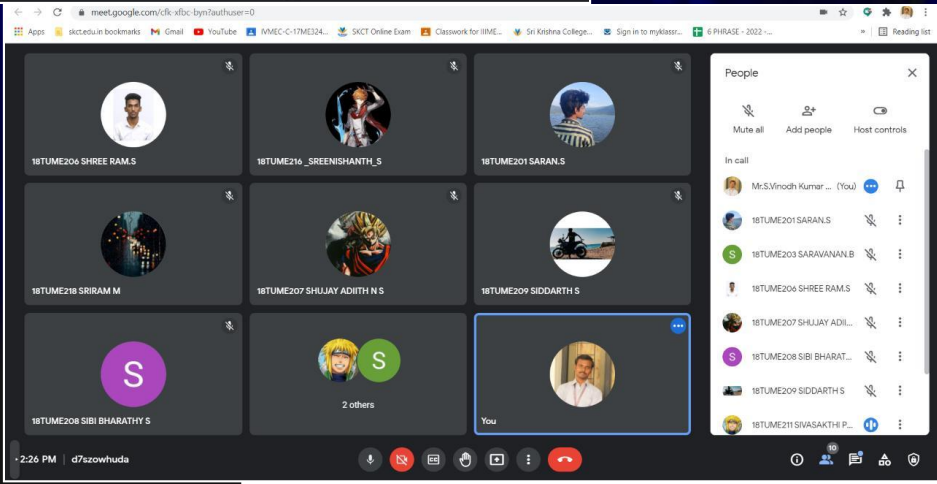 meet.google.com/cfk-xfbc-byn?authuser=0
Apps skct.edu.in bookmarks Gmail YouTube IVMEC-C-17ME324... SKCT Online Exam Classwork for IIIME... Sri Krishna College... Sign in to myklassr... 6 PHRASE - 2022 -... » Reading list
18TUME206 SHREE RAM.S
18TUME216 _SREENISHANTH_S
18TUME201 SARAN.S
18TUME218 SRIRAM M
18TUME207 SHUJAY ADIITH N S
18TUME209 SIDDARTH S
S
18TUME208 SIBI BHARATHY S
S
2 others
You
People
Mute all Add people Host controls
In call
Mr.S.Vinodh Kumar ... (You)
18TUME201 SARAN.S
S 18TUME203 SARAVANAN.B
18TUME206 SHREE RAM.S
18TUME207 SHUJAY ADII...
S 18TUME208 SIBI BHARAT...
18TUME209 SIDDARTH S
18TUME211 SIVASAKTHI P...
2:26 PM | d7szowhuda
CC
10